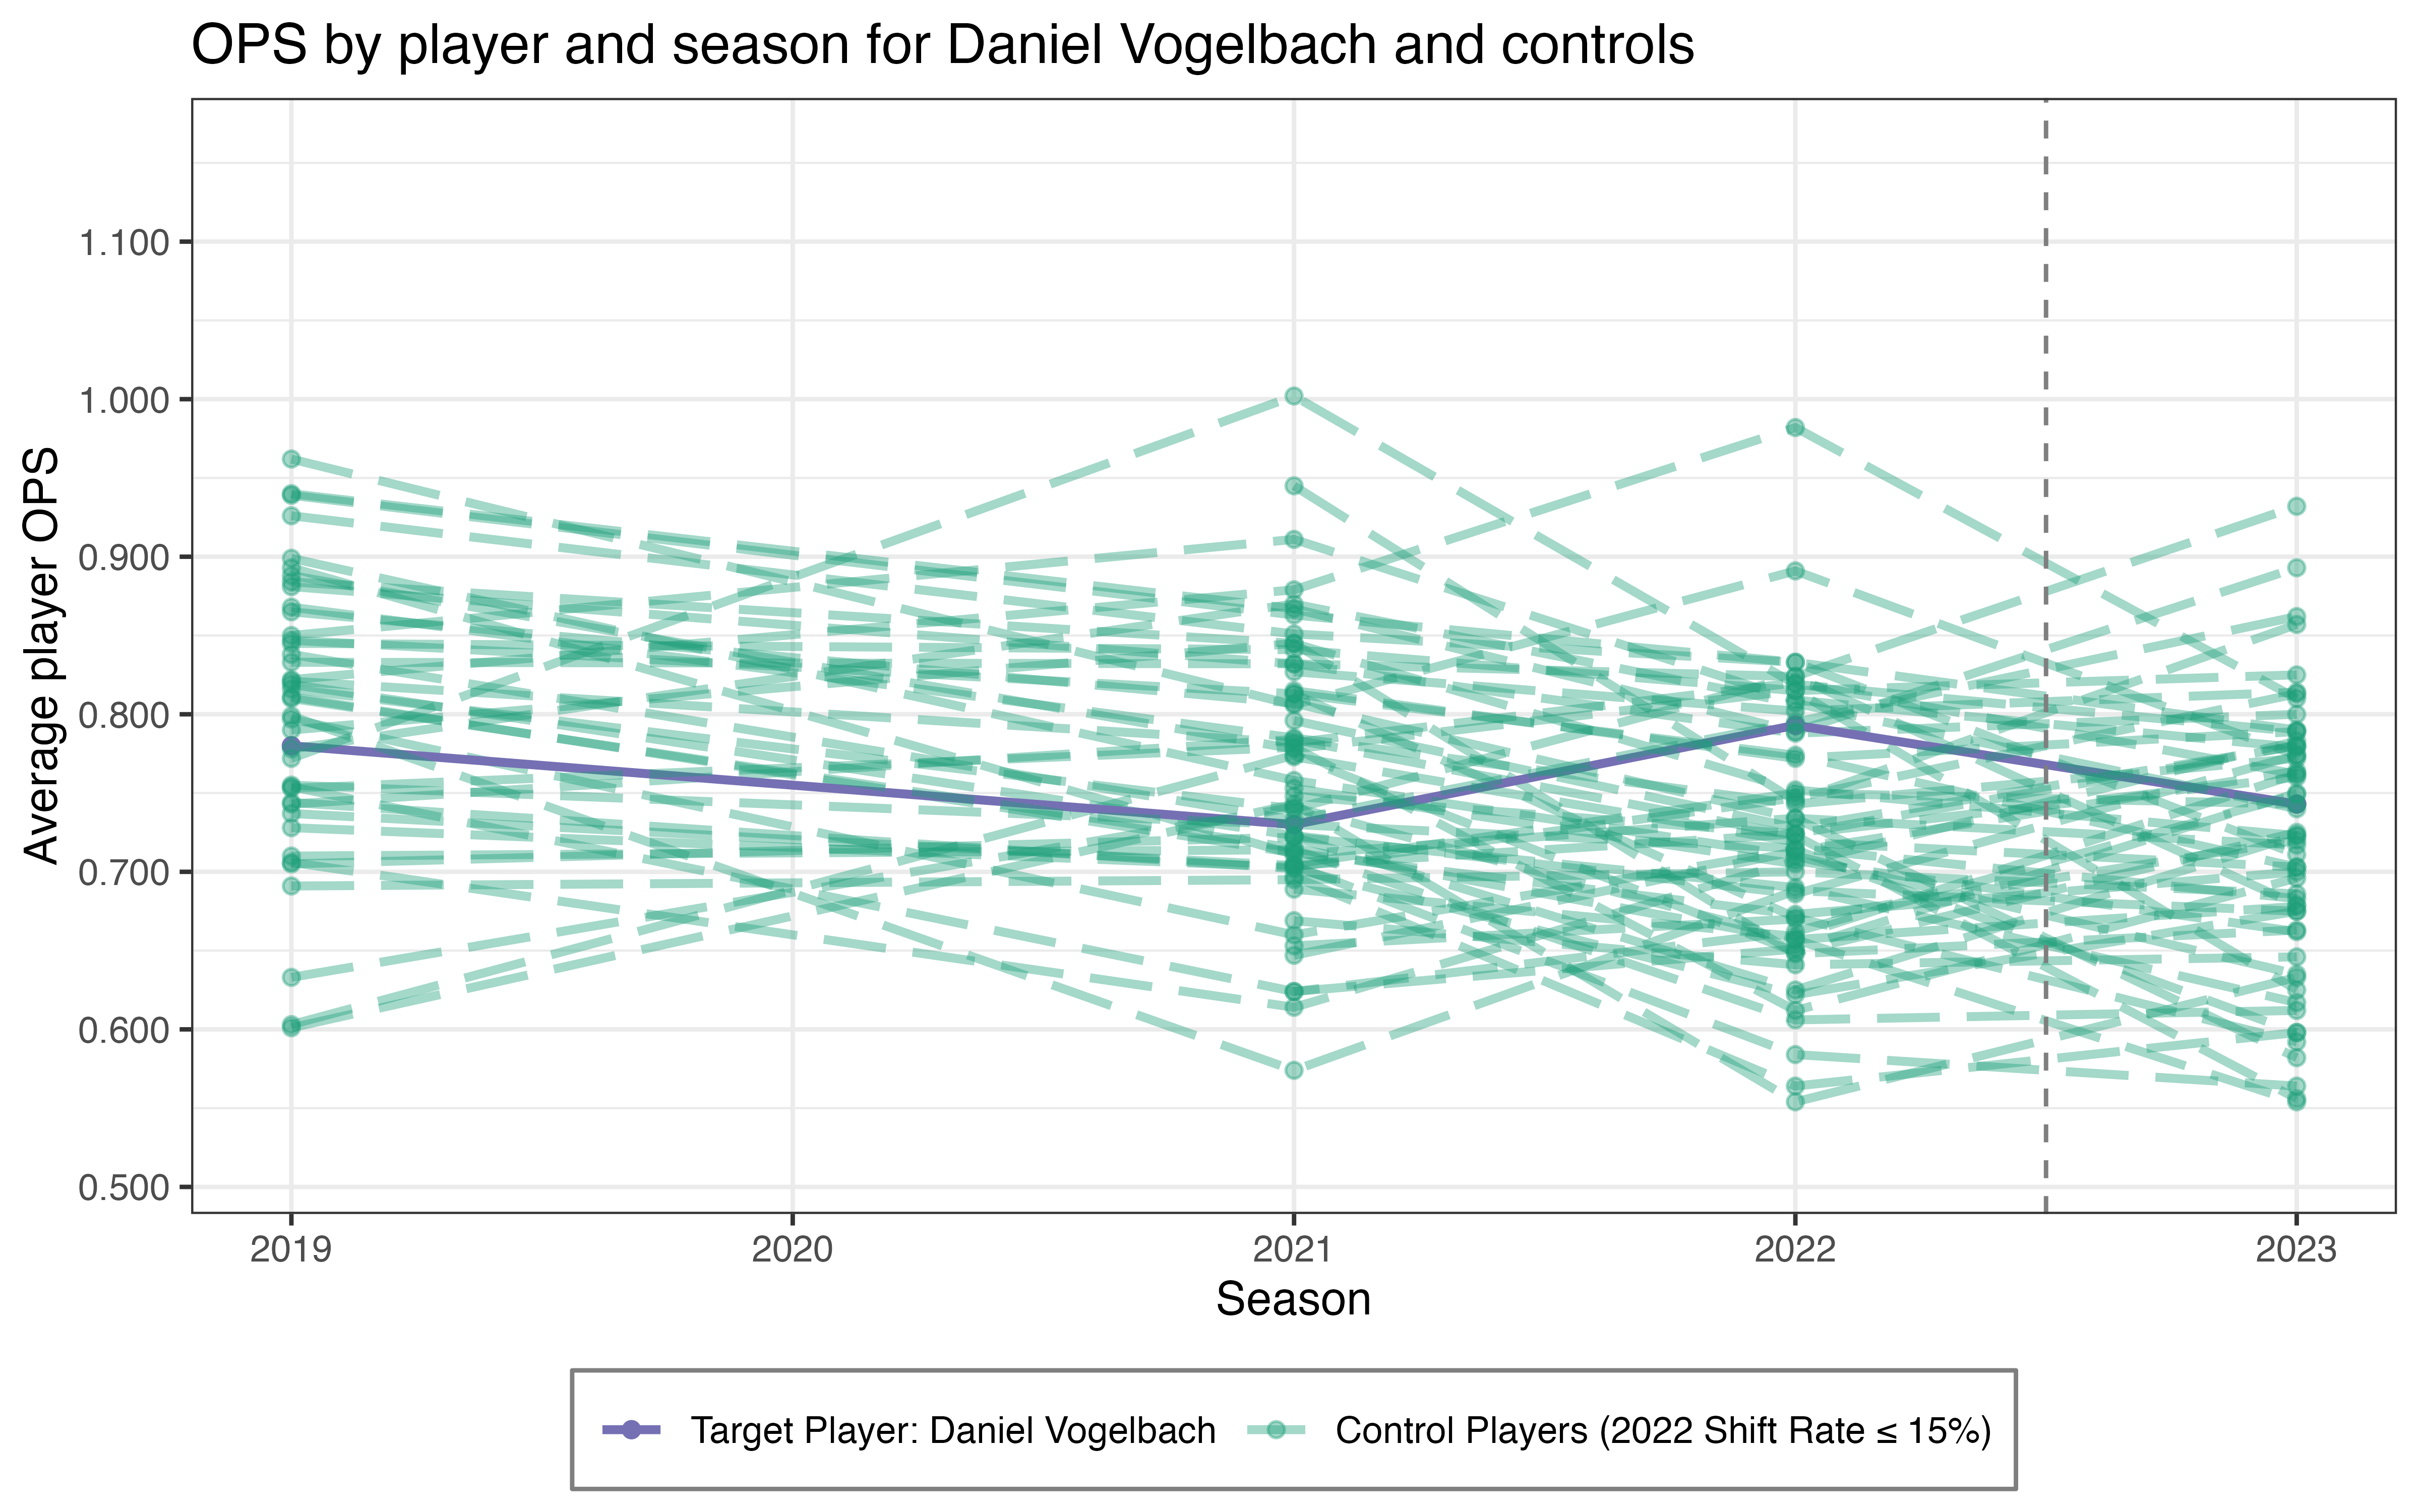 OPS by player and season for Daniel Vogelbach and controls
Average player OPS
1.100
1.000
0.900
0.800
0.700
0.600
0.500
2019 2020 2021 2022 2023
Season
Target Player: Daniel Vogelbach Control Players (2022 Shift Rate ≤ 15%)